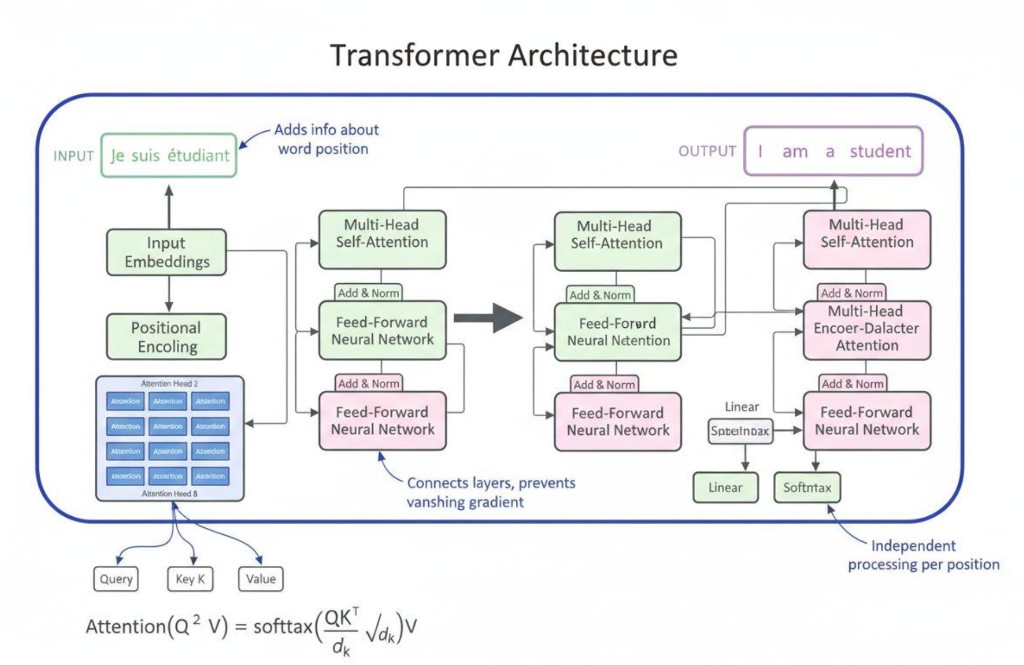 Transformer Architecture
INPUT
Je suis étudiant
Adds info about
word position
OUTPUT
I am a student
Input
Embeddings
Positional
Encoding
Attention Head 2
Attention Attention Attention
Attention Attention Attention
Attention Attention Attention
Attention Attention Attention
Attention Head 8
Multi-Head
Self-Attention
Add & Norm
Feed-Forward
Neural Network
Add & Norm
Feed-Forward
Neural Network
Connects layers, prevents
vanshing gradient
Multi-Head
Self-Attention
Add & Norm
Feed-Forword
Neural Netention
Add & Norm
Feed-Forward
Neural Network
Multi-Head
Self-Attention
Add & Norm
Multi-Head
Encoer-Dalacter
Attention
Add & Norm
Feed-Forward
Neural Network
Linear
Linear
Softmtax
Independent
processing per position
Query
Key K
Value
Attention(Q² V) = softtax(QKᵀ/dₖ √dₖ)V